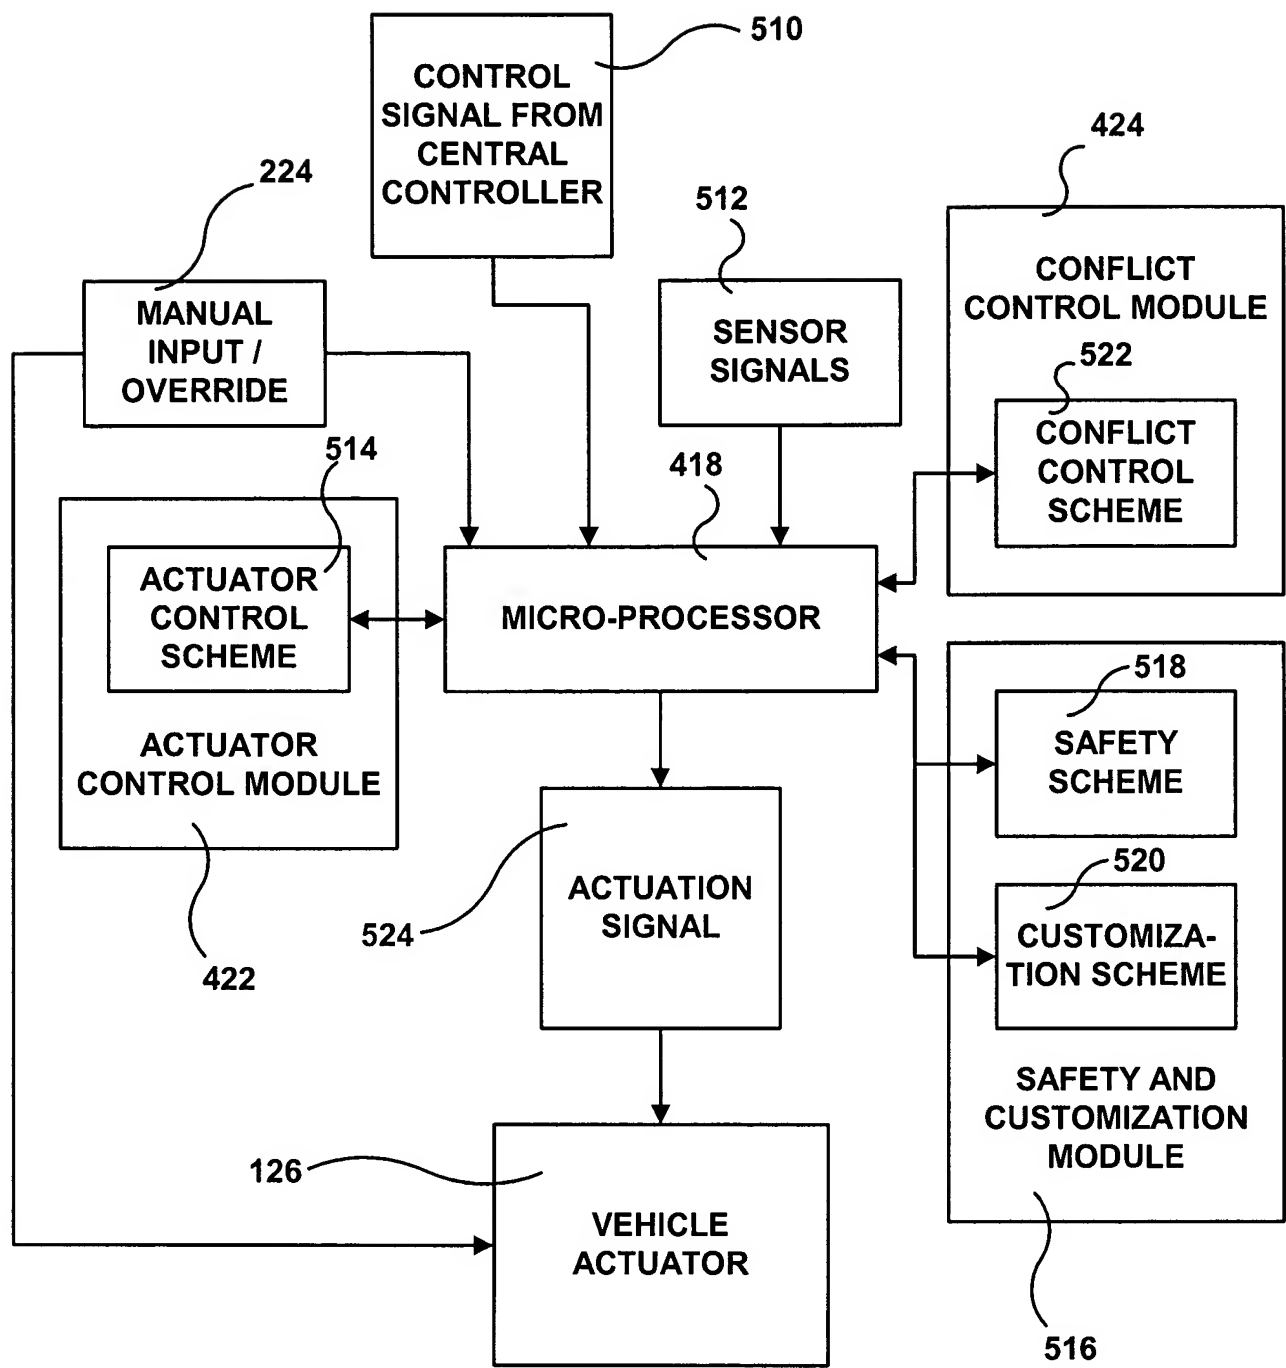 510
CONTROL
SIGNAL FROM
CENTRAL
CONTROLLER
424
224
512
CONFLICT
CONTROL MODULE
MANUAL
INPUT /
OVERRIDE
SENSOR
SIGNALS
522
CONFLICT
CONTROL
SCHEME
514
418
ACTUATOR
CONTROL
SCHEME
MICRO-PROCESSOR
ACTUATOR
CONTROL MODULE
518
SAFETY
SCHEME
520
CUSTOMIZA-
TION SCHEME
ACTUATION
SIGNAL
524
422
SAFETY AND
CUSTOMIZATION
MODULE
126
VEHICLE
ACTUATOR
516